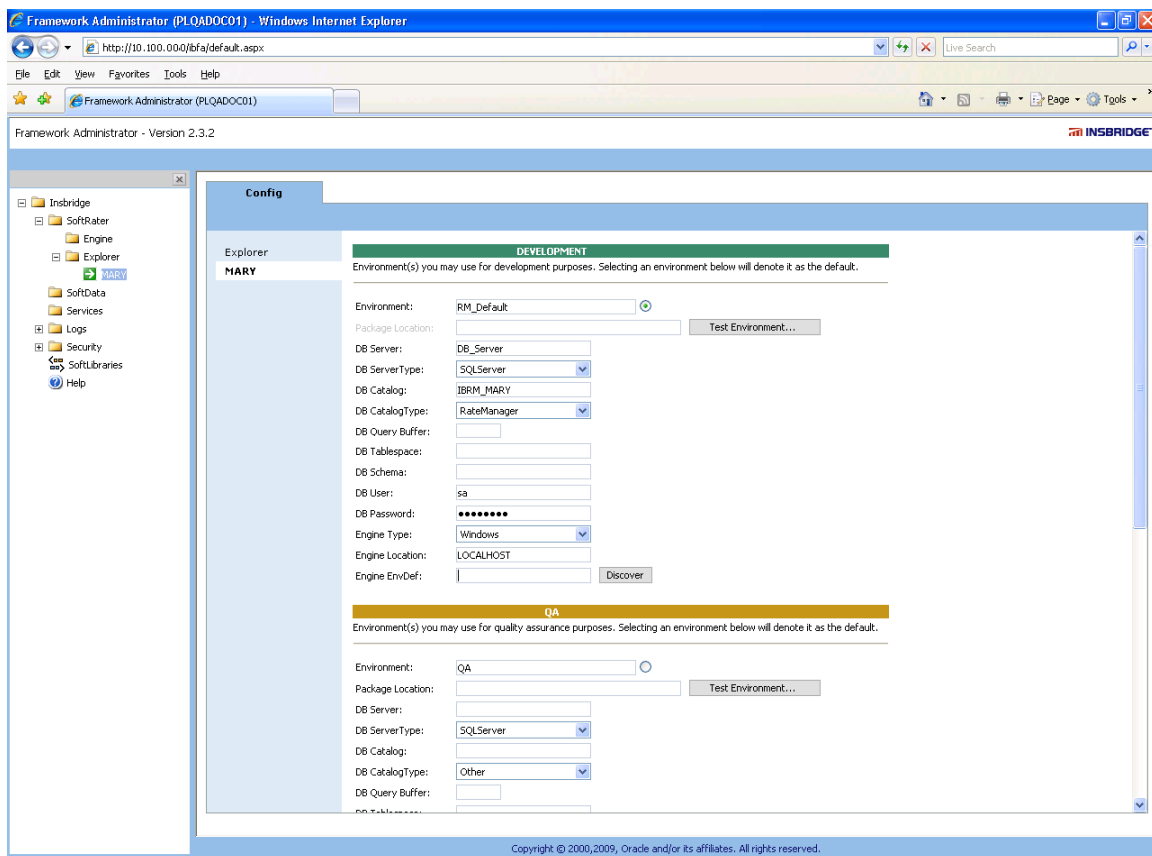 Framework Administrator (PLQADOC01) - Windows Internet Explorer
http://10.100.00.0/ibfa/default.aspx
Live Search
File Edit View Favorites Tools Help
Framework Administrator (PLQADOC01)
Page Tools
Framework Administrator - Version 2.3.2
INSBRIDGE
Insbridge
SoftRater
Engine
Explorer
MARY
SoftData
Services
Logs
Security
SoftLibraries
Help
Config
Explorer
MARY
DEVELOPMENT
Environment(s) you may use for development purposes. Selecting an environment below will denote it as the default.
Environment: RM_Default
Package Location: Test Environment...
DB Server: DB_Server
DB ServerType: SQLServer
DB Catalog: IBRM_MARY
DB CatalogType: RateManager
DB Query Buffer:
DB Tablespace:
DB Schema:
DB User: sa
DB Password: ••••••••
Engine Type: Windows
Engine Location: LOCALHOST
Engine EnvDef: Discover
QA
Environment(s) you may use for quality assurance purposes. Selecting an environment below will denote it as the default.
Environment: QA
Package Location: Test Environment...
DB Server:
DB ServerType: SQLServer
DB Catalog:
DB CatalogType: Other
DB Query Buffer:
DB Tablespace:
Copyright © 2000,2009, Oracle and/or its affiliates. All rights reserved.